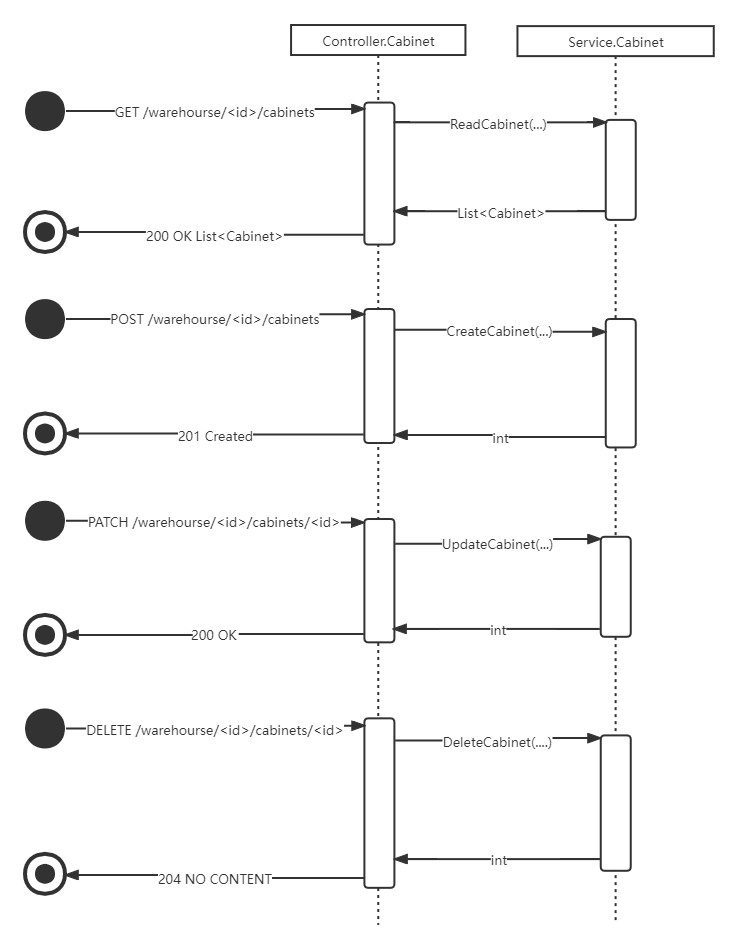 Controller.Cabinet
Service.Cabinet
GET /warehourse/<id>/cabinets
ReadCabinet(...)
List<Cabinet>
200 OK List<Cabinet>
POST /warehourse/<id>/cabinets
CreateCabinet(...)
201 Created
int
PATCH /warehourse/<id>/cabinets/<id>
UpdateCabinet(...)
int
200 OK
DELETE /warehourse/<id>/cabinets/<id>
DeleteCabinet(....)
int
204 NO CONTENT